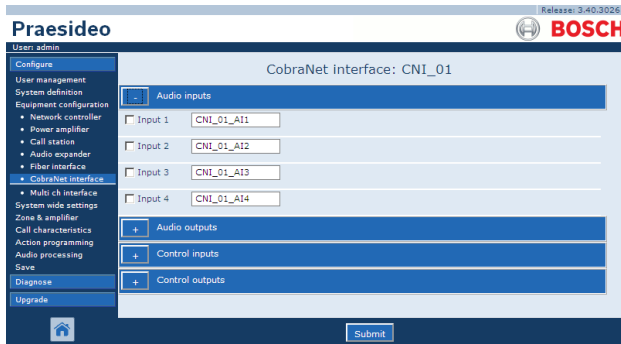 Release: 3.40.3026
Praesideo
BOSCH
User: admin
Configure
User management
System definition
Equipment configuration
• Network controller
• Power amplifier
• Call station
• Audio expander
• Fiber interface
• CobraNet interface
• Multi ch interface
System wide settings
Zone & amplifier
Call characteristics
Action programming
Audio processing
Save
Diagnose
Upgrade
CobraNet interface: CNI_01
- Audio inputs
Input 1 CNI_01_AI1
Input 2 CNI_01_AI2
Input 3 CNI_01_AI3
Input 4 CNI_01_AI4
+ Audio outputs
+ Control inputs
+ Control outputs
Submit